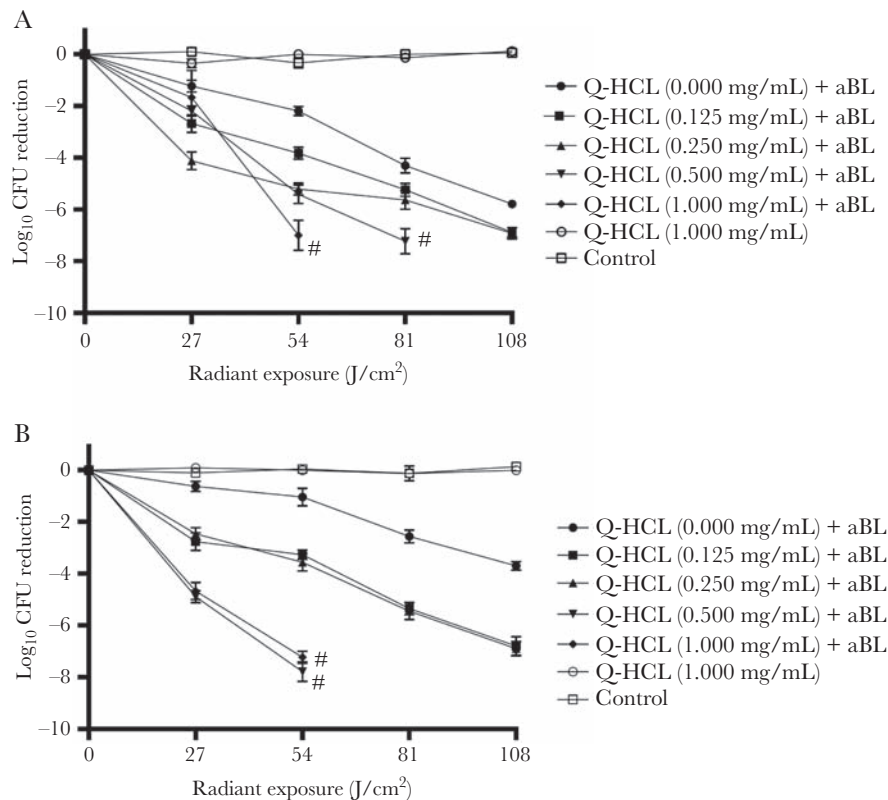 A
Log₁₀ CFU reduction
0
−2
−4
−6
−8
−10
# #
0 27 54 81 108
Radiant exposure (J/cm²)
Q-HCL (0.000 mg/mL) + aBL
Q-HCL (0.125 mg/mL) + aBL
Q-HCL (0.250 mg/mL) + aBL
Q-HCL (0.500 mg/mL) + aBL
Q-HCL (1.000 mg/mL) + aBL
Q-HCL (1.000 mg/mL)
Control
B
Log₁₀ CFU reduction
0
−2
−4
−6
−8
−10
#
#
0 27 54 81 108
Radiant exposure (J/cm²)
Q-HCL (0.000 mg/mL) + aBL
Q-HCL (0.125 mg/mL) + aBL
Q-HCL (0.250 mg/mL) + aBL
Q-HCL (0.500 mg/mL) + aBL
Q-HCL (1.000 mg/mL) + aBL
Q-HCL (1.000 mg/mL)
Control